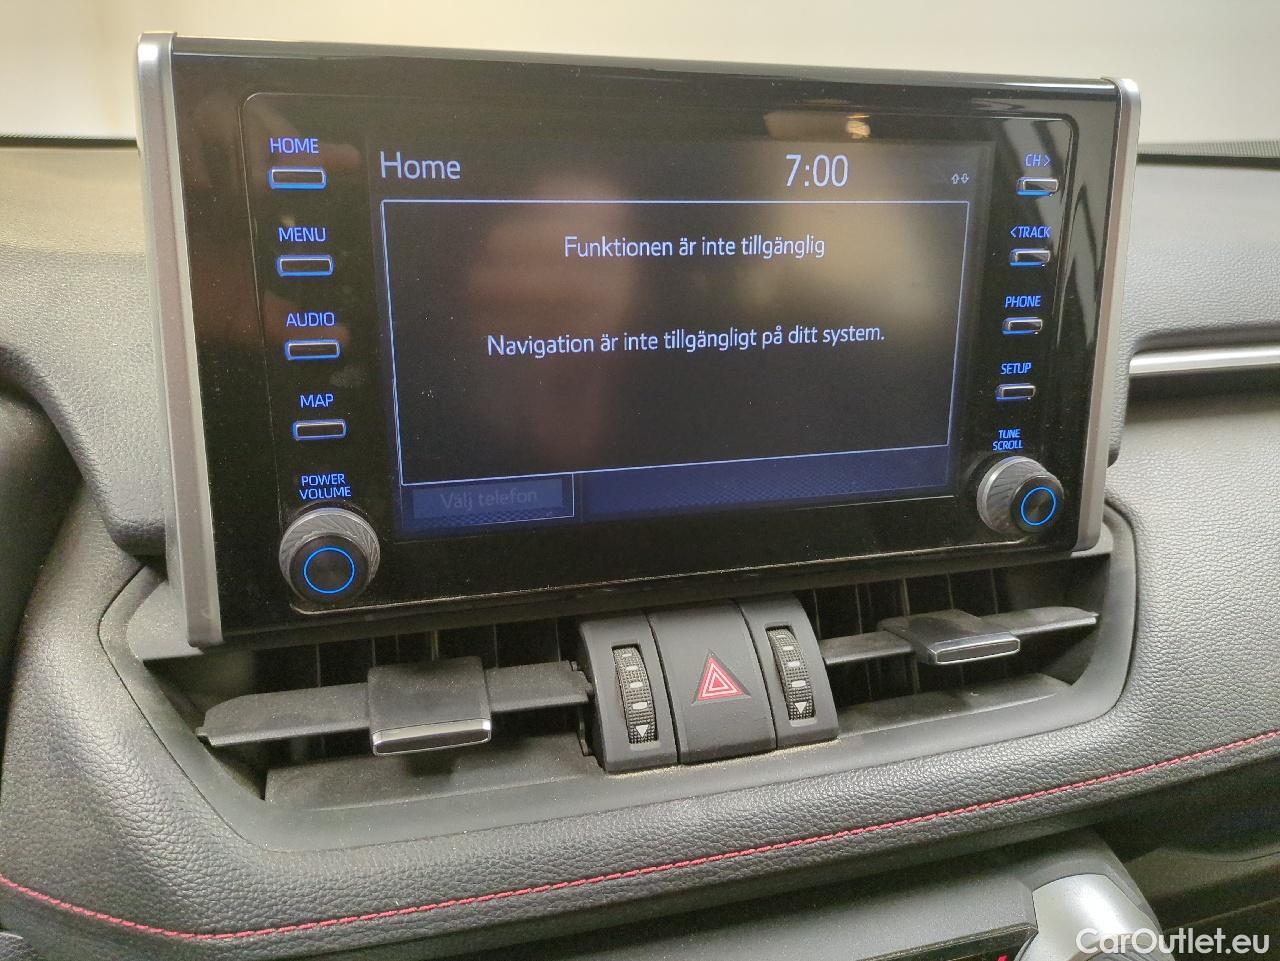 HOME
Home
7:00
CH>
MENU
<TRACK
Funktionen är inte tillgänglig
AUDIO
PHONE
Navigation är inte tillgängligt på ditt system.
MAP
SETUP
POWER
VOLUME
TUNE
SCROLL
Välj telefon
CarOutlet.eu